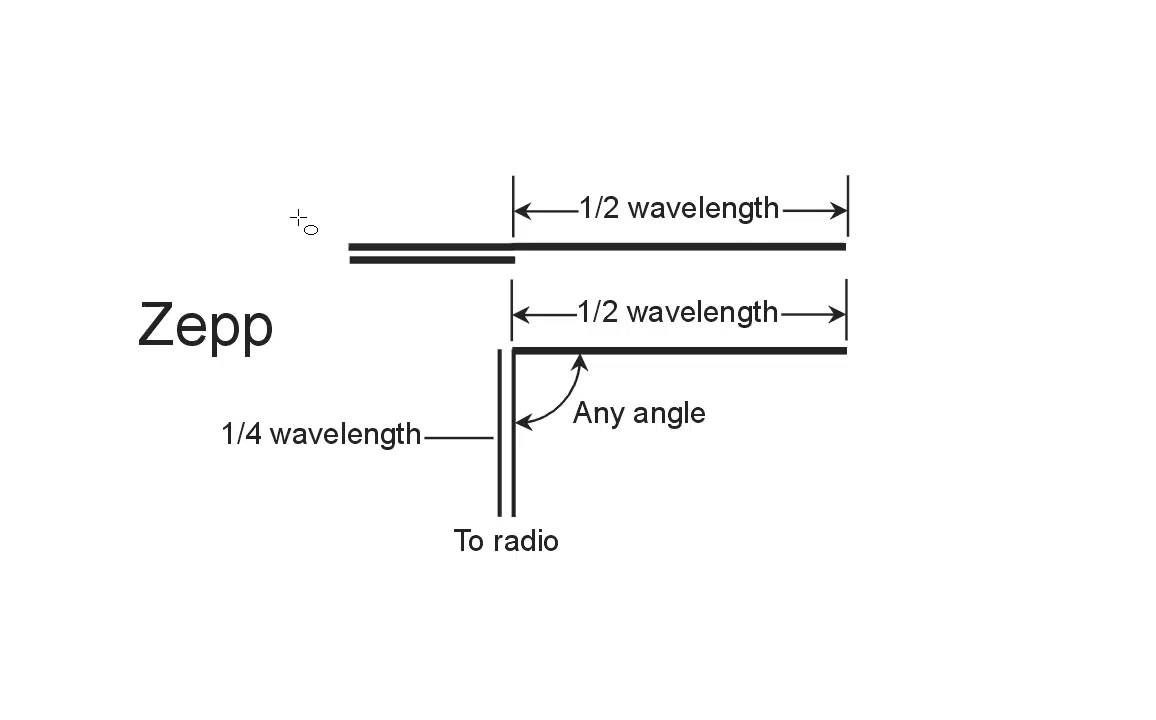 1/2 wavelength
1/2 wavelength
Zepp
Any angle
1/4 wavelength
To radio